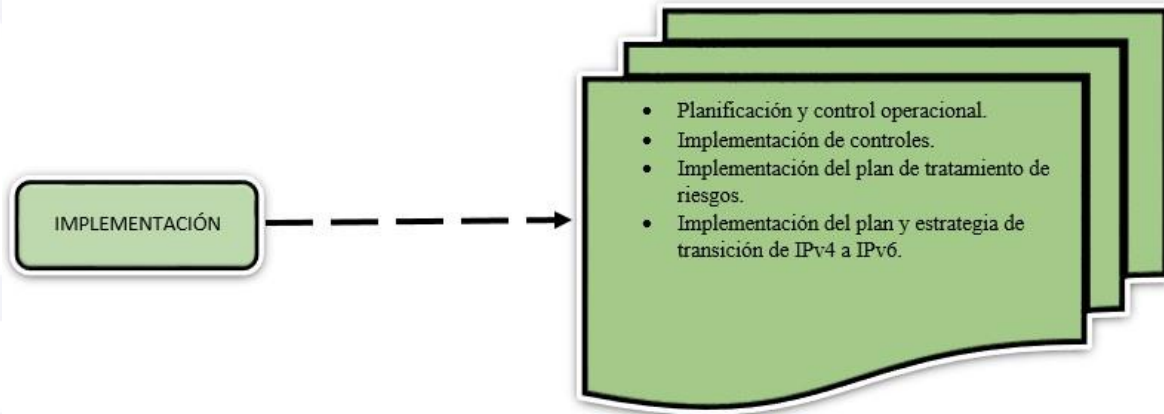 IMPLEMENTACIÓN
• Planificación y control operacional.
• Implementación de controles.
• Implementación del plan de tratamiento de
riesgos.
• Implementación del plan y estrategia de
transición de IPv4 a IPv6.